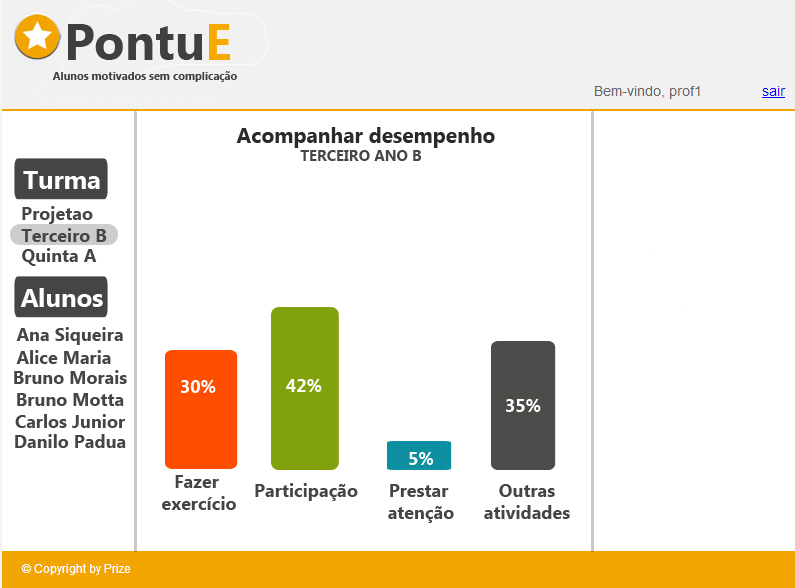 PontuE
Alunos motivados sem complicação
Bem-vindo, prof1
sair
Turma
Projetao
Terceiro B
Quinta A
Alunos
Ana Siqueira
Alice Maria
Bruno Morais
Bruno Motta
Carlos Junior
Danilo Padua
Acompanhar desempenho
TERCEIRO ANO B
30%
42%
5%
35%
Fazer
exercício
Participação
Prestar
atenção
Outras
atividades
© Copyright by Prize